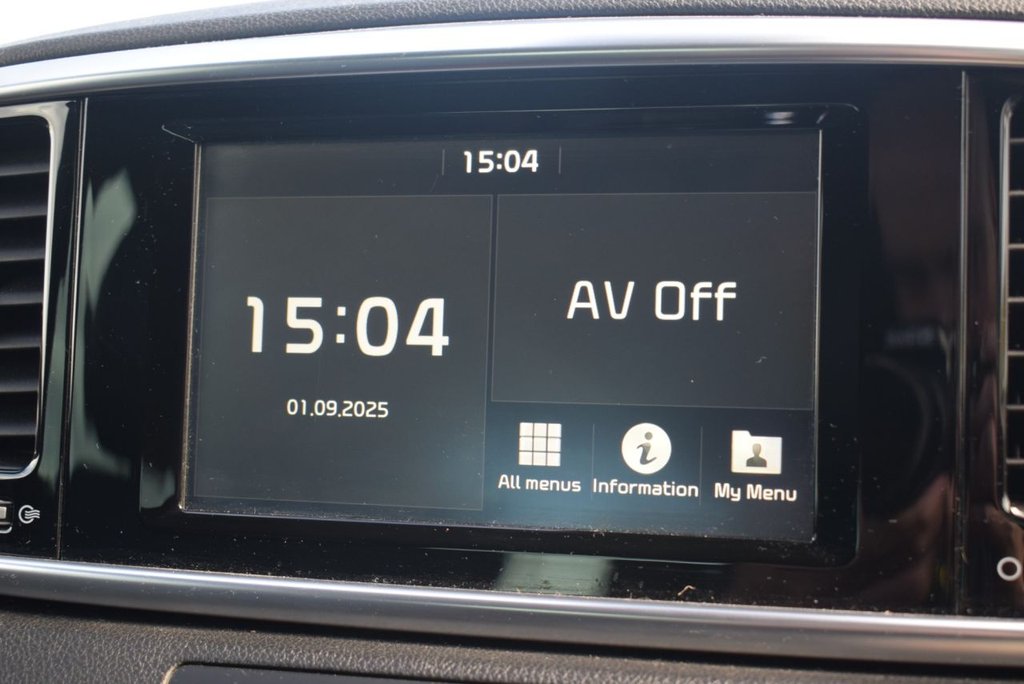 15:04
15:04
01.09.2025
AV Off
All menus
Information
My Menu